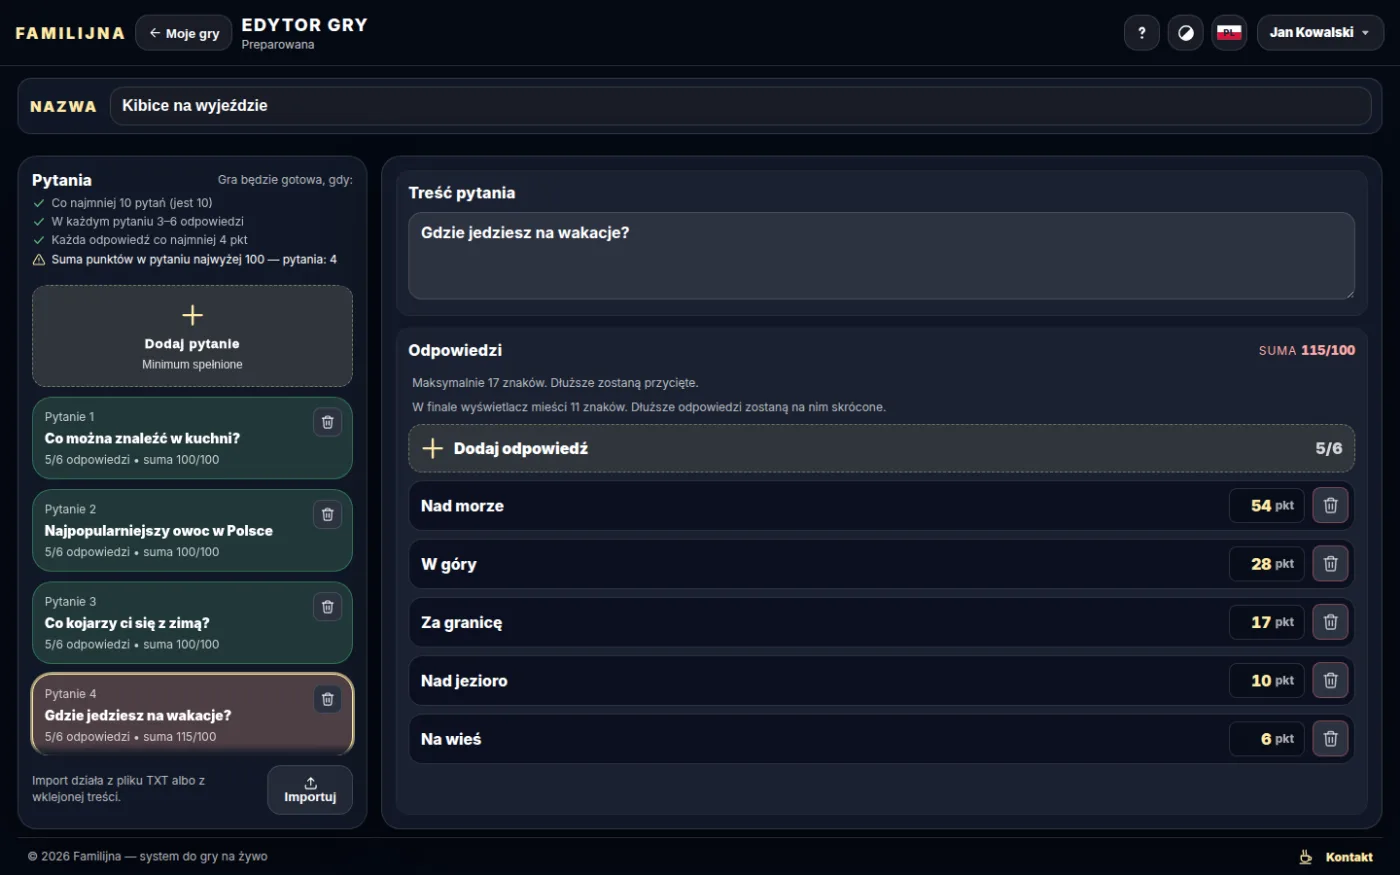 FAMILIJNA
← Moje gry
EDYTOR GRY
Preparowana
?
PL
Jan Kowalski
NAZWA
Kibice na wyjeździe
Pytania
Gra będzie gotowa, gdy:
Co najmniej 10 pytań (jest 10)
W każdym pytaniu 3–6 odpowiedzi
Każda odpowiedź co najmniej 4 pkt
Suma punktów w pytaniu najwyżej 100 — pytania: 4
Dodaj pytanie
Minimum spełnione
Pytanie 1
Co można znaleźć w kuchni?
5/6 odpowiedzi • suma 100/100
Pytanie 2
Najpopularniejszy owoc w Polsce
5/6 odpowiedzi • suma 100/100
Pytanie 3
Co kojarzy ci się z zimą?
5/6 odpowiedzi • suma 100/100
Pytanie 4
Gdzie jedziesz na wakacje?
5/6 odpowiedzi • suma 115/100
Import działa z pliku TXT albo z
wklejonej treści.
Importuj
Treść pytania
Gdzie jedziesz na wakacje?
Odpowiedzi
SUMA 115/100
Maksymalnie 17 znaków. Dłuższe zostaną przycięte.
W finale wyświetlacz mieści 11 znaków. Dłuższe odpowiedzi zostaną na nim skrócone.
Dodaj odpowiedź
5/6
Nad morze
54 pkt
W góry
28 pkt
Za granicę
17 pkt
Nad jezioro
10 pkt
Na wieś
6 pkt
© 2026 Familijna — system do gry na żywo
Kontakt